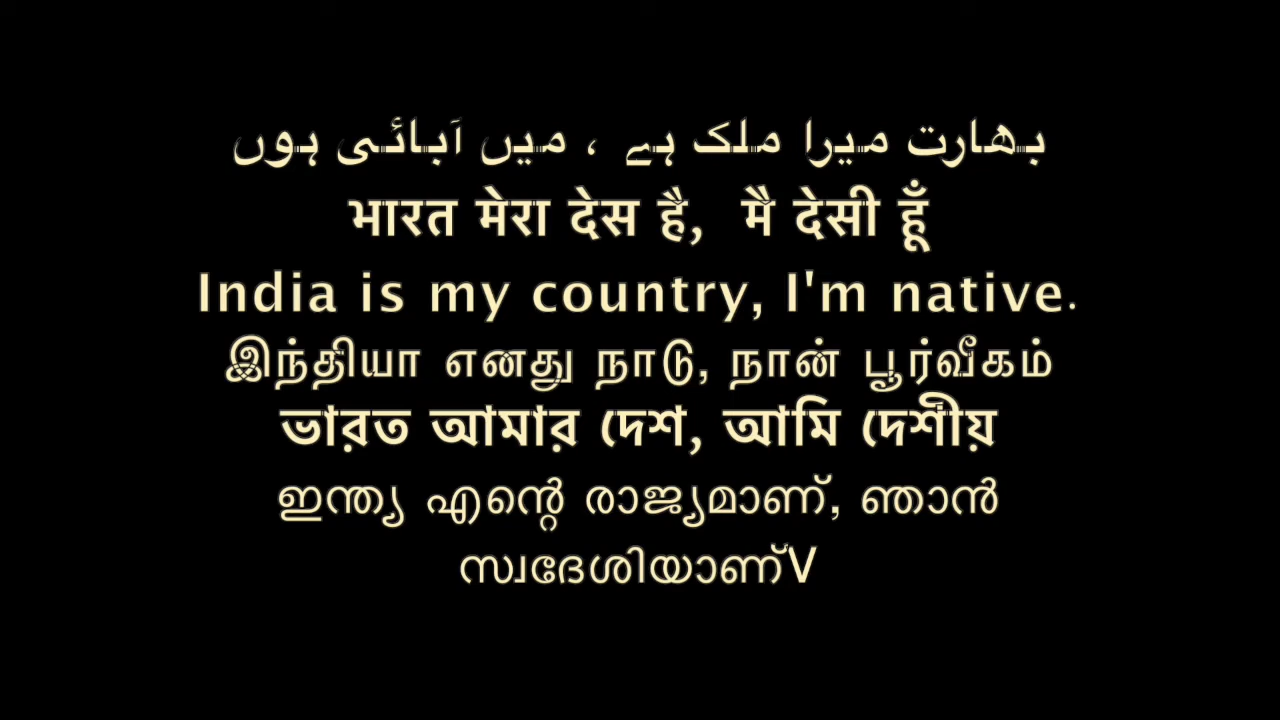 بھارت میرا ملک ہے ، میں آبائی ہوں
भारत मेरा देस है, मै देसी हूँ
India is my country, I'm native.
இந்தியா எனது நாடு, நான் பூர்வீகம்
ভারত আমার দেশ, আমি দেশীয়
ഇന്ത്യ എന്റെ രാജ്യമാണ്, ഞാൻ
സ്വദേശിയാണ്V